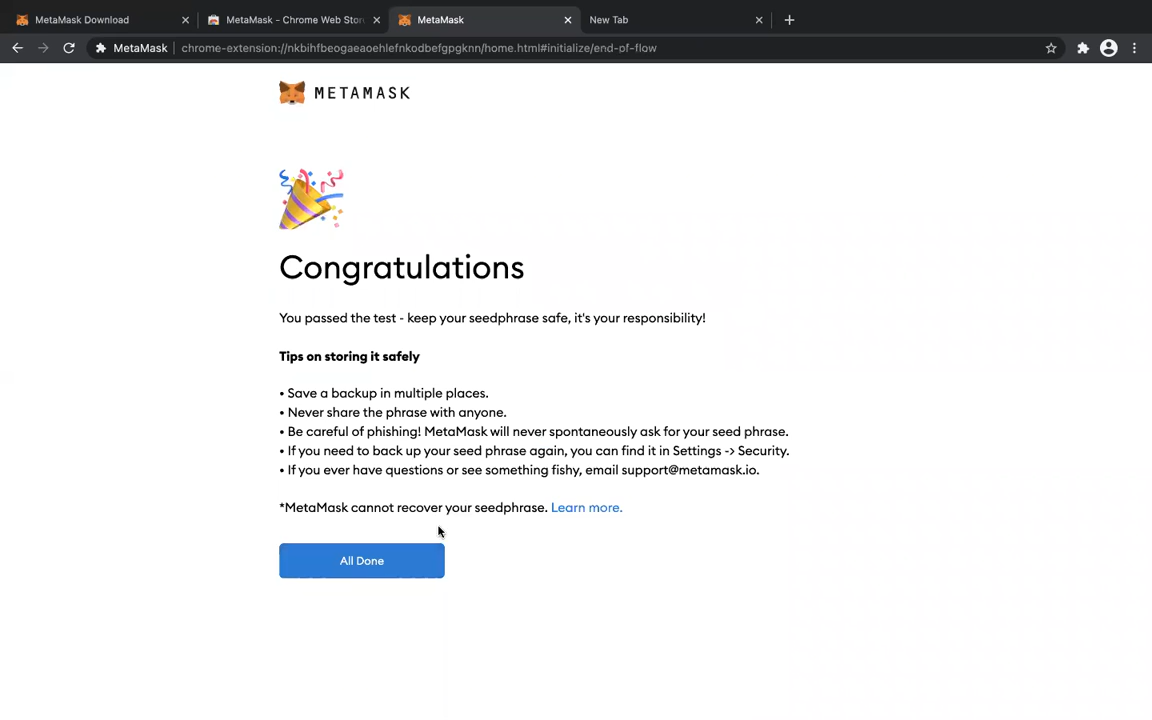 MetaMask Download
MetaMask - Chrome Web Stor
MetaMask
New Tab
MetaMask
chrome-extension://nkbihfbeogaeaoehlefnkodbefgpgknn/home.html#initialize/end-of-flow
METAMASK
Congratulations
You passed the test - keep your seedphrase safe, it's your responsibility!
Tips on storing it safely
• Save a backup in multiple places.
• Never share the phrase with anyone.
• Be careful of phishing! MetaMask will never spontaneously ask for your seed phrase.
• If you need to back up your seed phrase again, you can find it in Settings -> Security.
• If you ever have questions or see something fishy, email support@metamask.io.
*MetaMask cannot recover your seedphrase. Learn more.
All Done